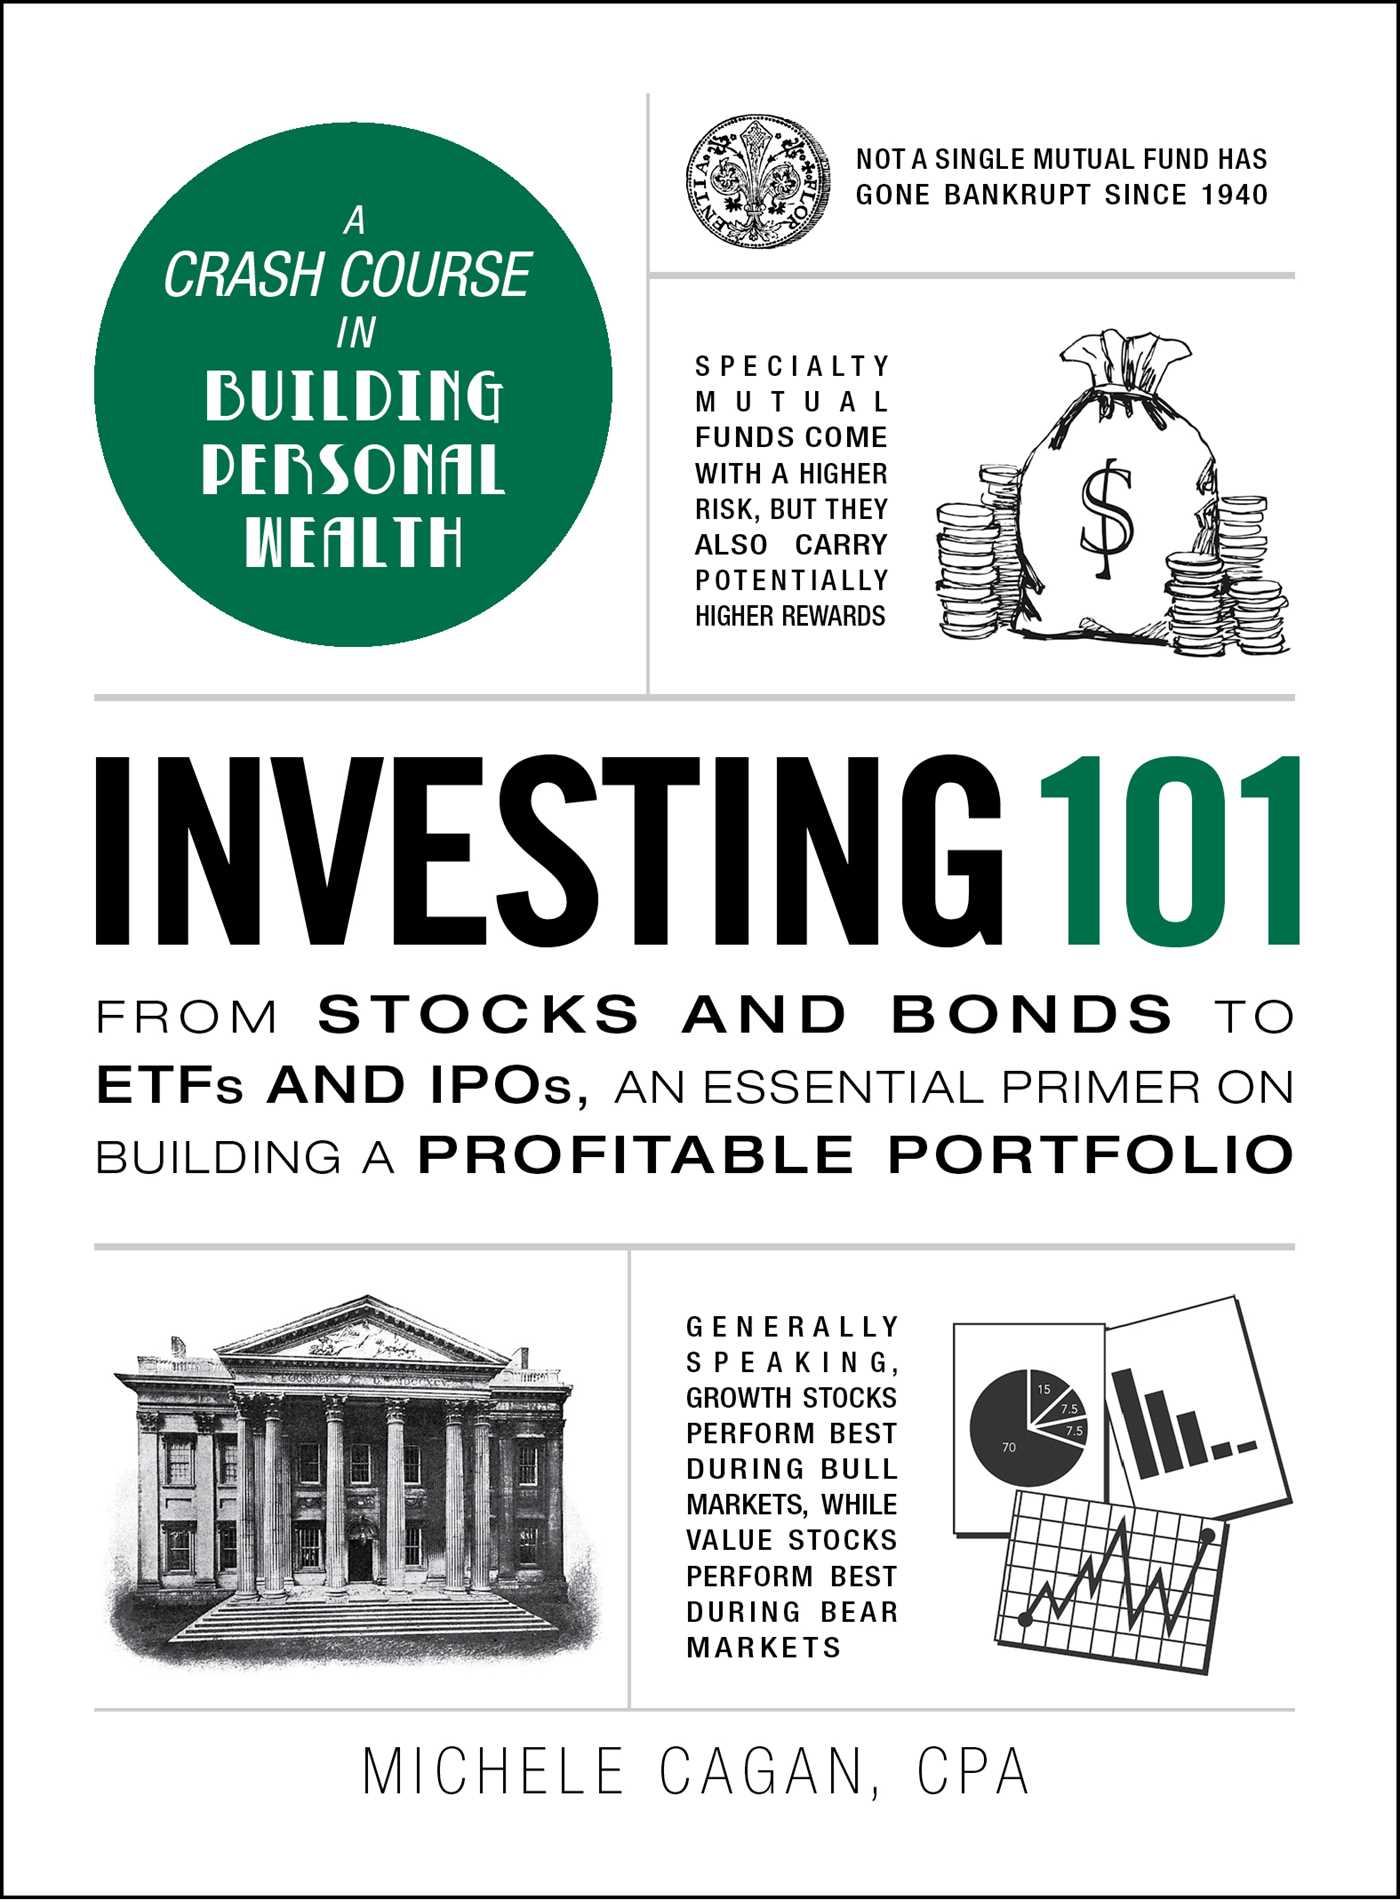 A
CRASH COURSE
IN
BUILDING
PERSONAL
WEALTH
ENTIA
FLOR
NOT A SINGLE MUTUAL FUND HAS
GONE BANKRUPT SINCE 1940
SPECIALTY
MUTUAL
FUNDS COME
WITH A HIGHER
RISK, BUT THEY
ALSO CARRY
POTENTIALLY
HIGHER REWARDS
$
INVESTING 101
FROM STOCKS AND BONDS TO
ETFs AND IPOs, AN ESSENTIAL PRIMER ON
BUILDING A PROFITABLE PORTFOLIO
GENERALLY
SPEAKING,
GROWTH STOCKS
PERFORM BEST
DURING BULL
MARKETS, WHILE
VALUE STOCKS
PERFORM BEST
DURING BEAR
MARKETS
15
7.5
7.5
70
MICHELE CAGAN, CPA